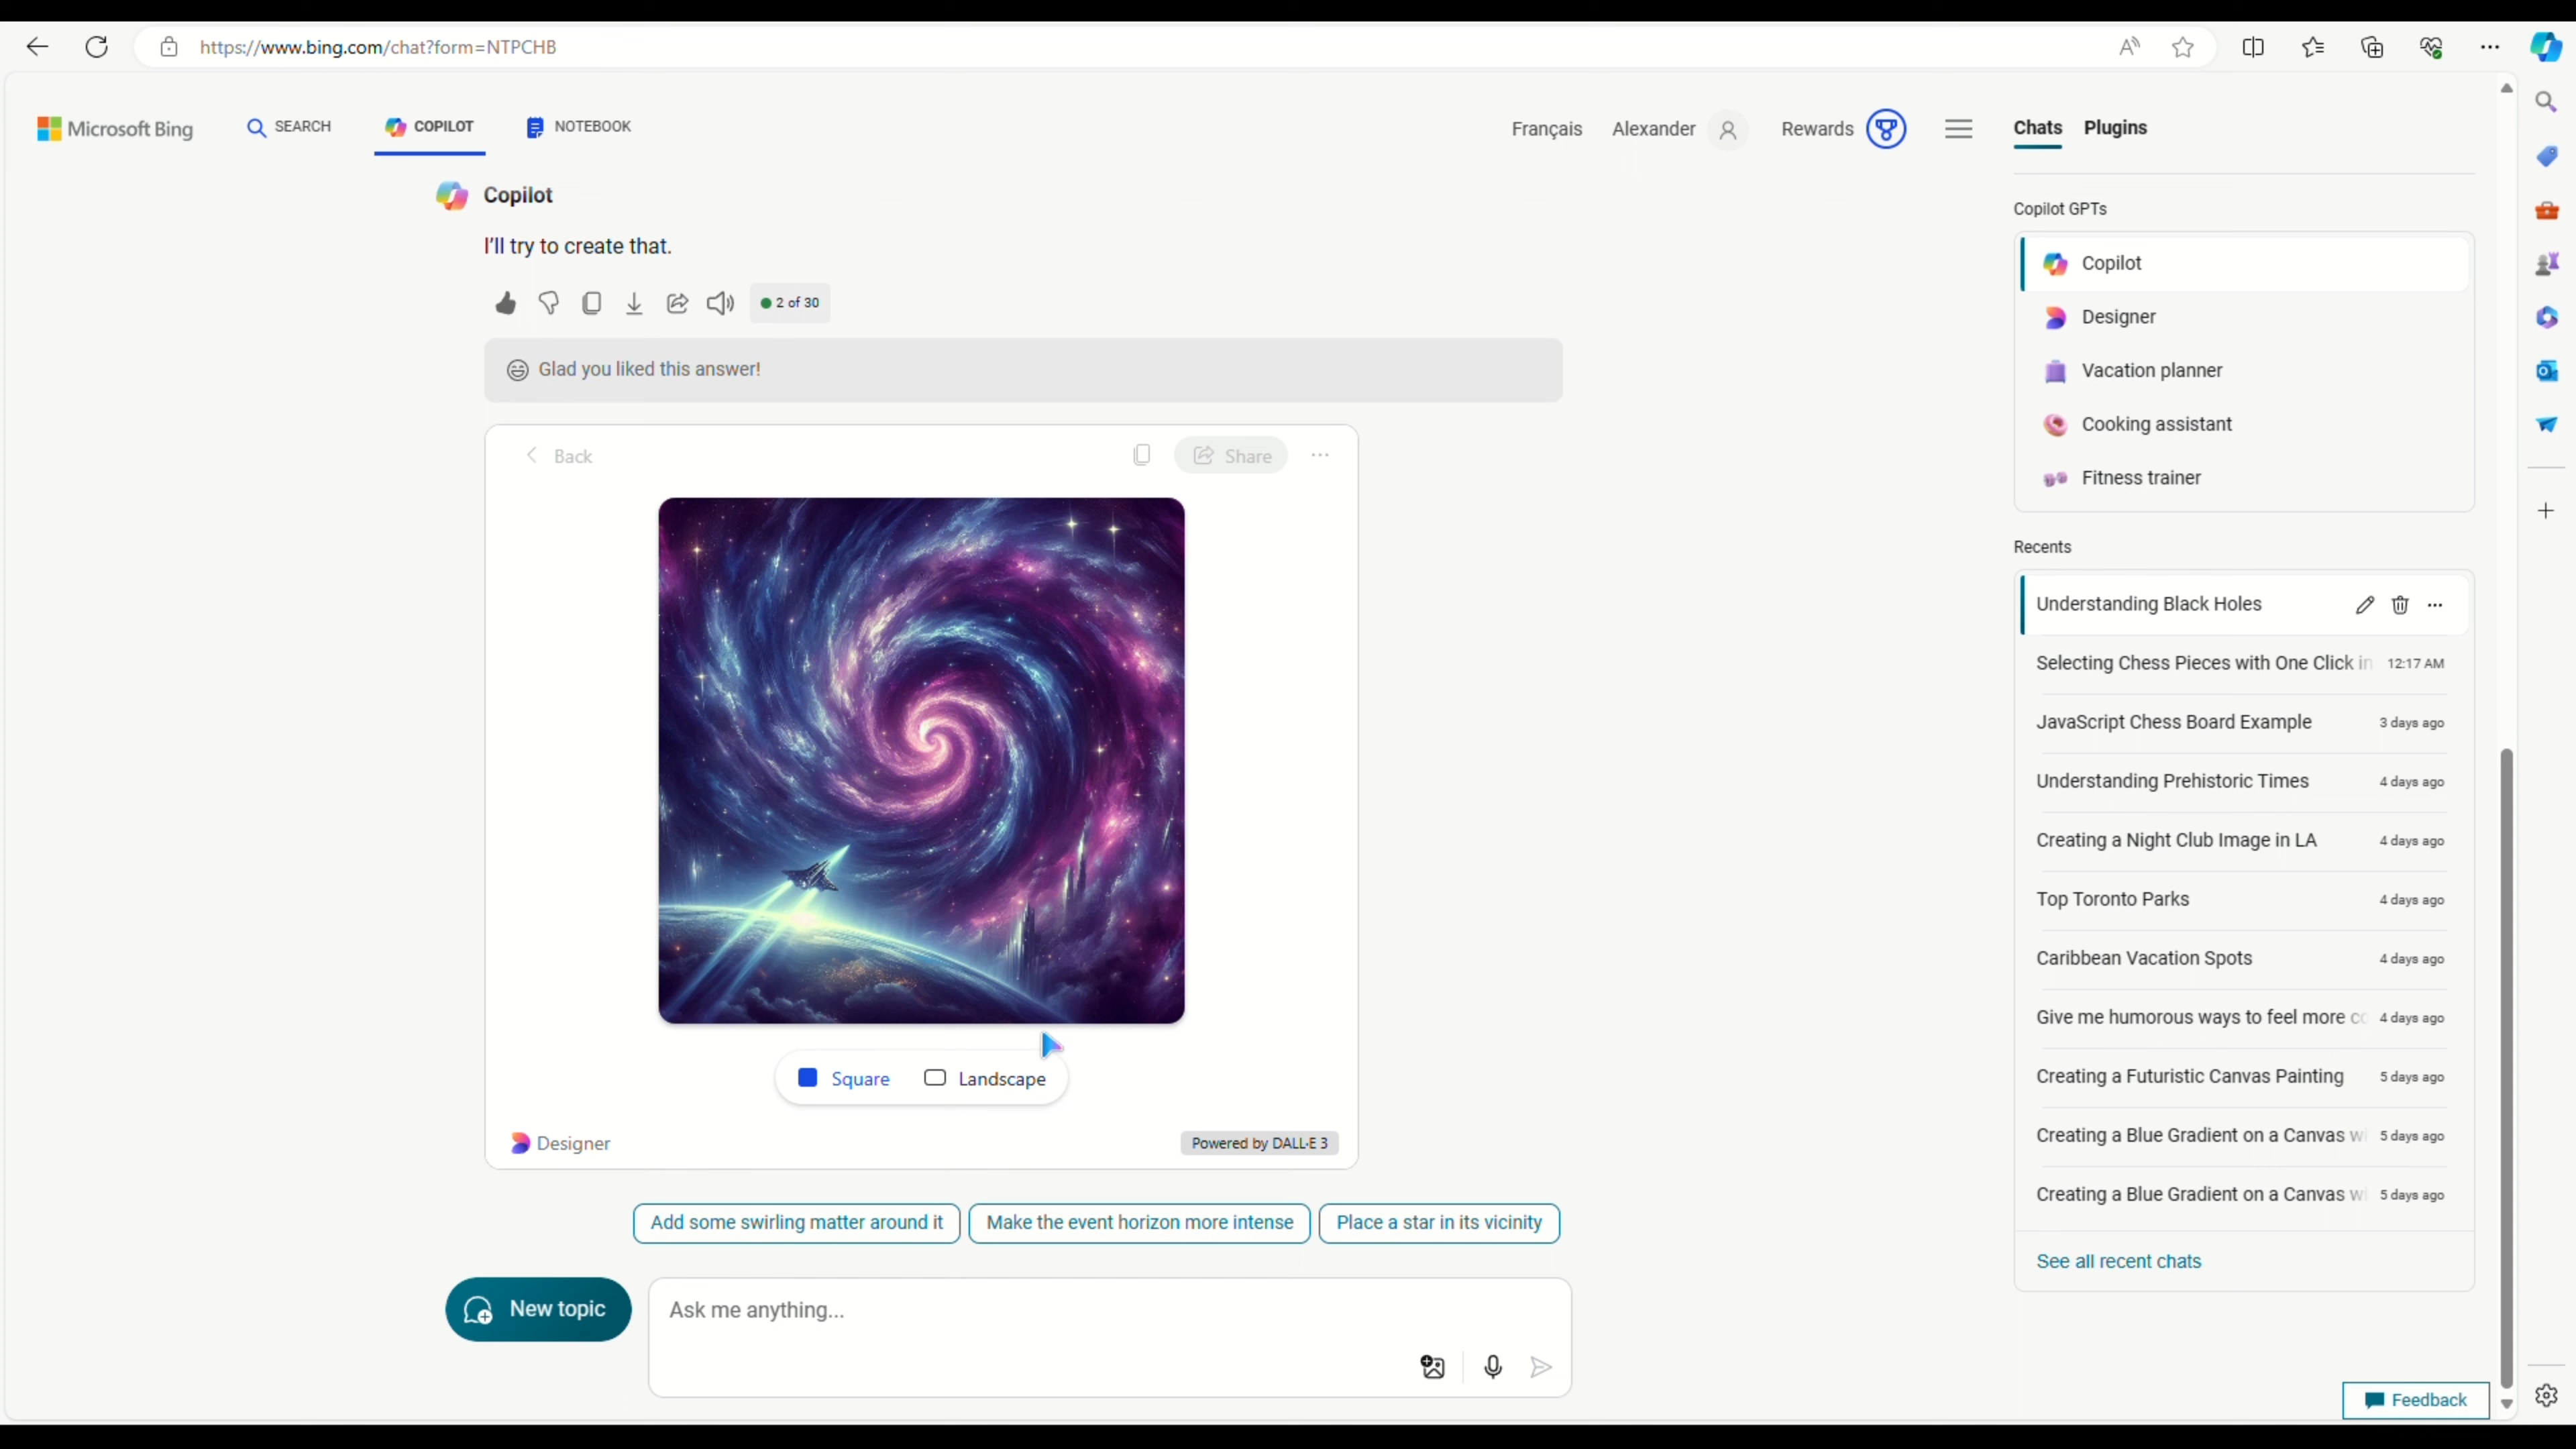 https://www.bing.com/chat?form=NTPCHB
Microsoft Bing
SEARCH
COPILOT
NOTEBOOK
Français
Alexander
Rewards
Chats
Plugins
Copilot
I'll try to create that.
2 of 30
Glad you liked this answer!
Back
Share
Square
Landscape
Designer
Powered by DALL·E 3
Add some swirling matter around it
Make the event horizon more intense
Place a star in its vicinity
New topic
Ask me anything...
Copilot GPTs
Copilot
Designer
Vacation planner
Cooking assistant
Fitness trainer
Recents
Understanding Black Holes
Selecting Chess Pieces with One Click in 12:17 AM
JavaScript Chess Board Example 3 days ago
Understanding Prehistoric Times 4 days ago
Creating a Night Club Image in LA 4 days ago
Top Toronto Parks 4 days ago
Caribbean Vacation Spots 4 days ago
Give me humorous ways to feel more 4 days ago
Creating a Futuristic Canvas Painting 5 days ago
Creating a Blue Gradient on a Canvas 5 days ago
Creating a Blue Gradient on a Canvas 5 days ago
See all recent chats
Feedback